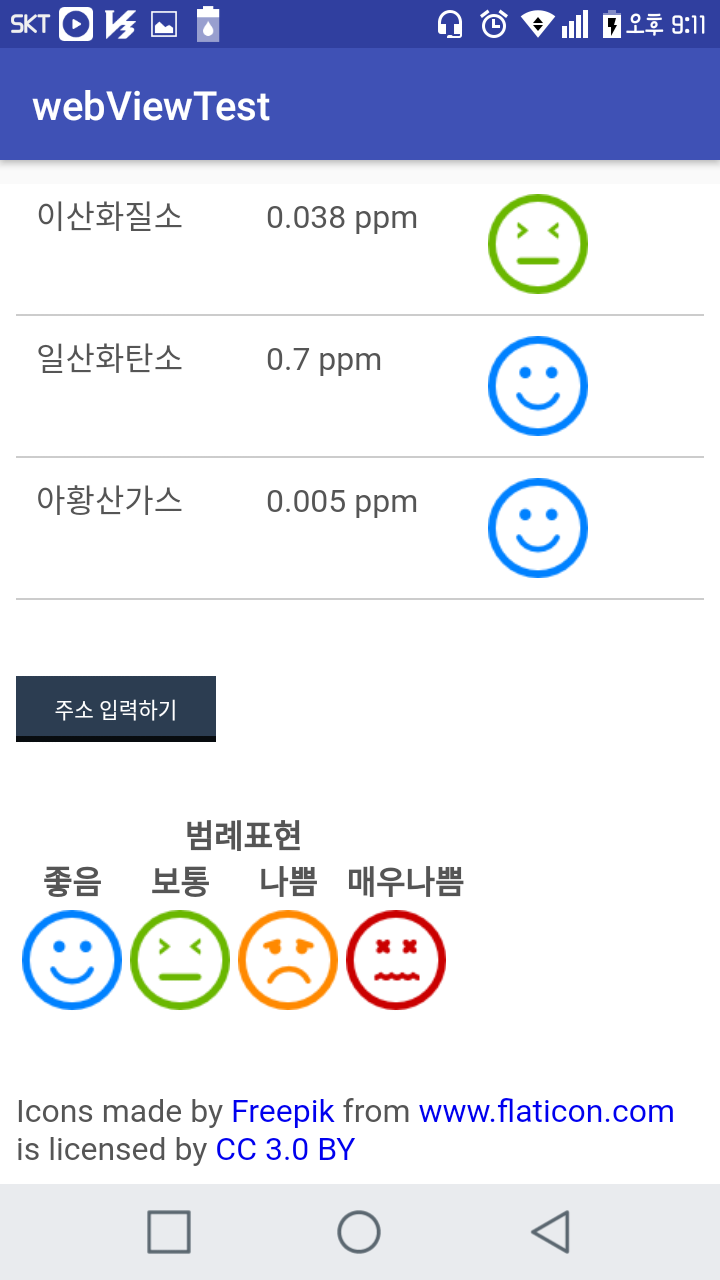 SKT 오후 9:11
webViewTest
이산화질소 0.038 ppm
일산화탄소 0.7 ppm
아황산가스 0.005 ppm
주소 입력하기
범례표현
좋음 보통 나쁨 매우나쁨
Icons made by Freepik from www.flaticon.com
is licensed by CC 3.0 BY